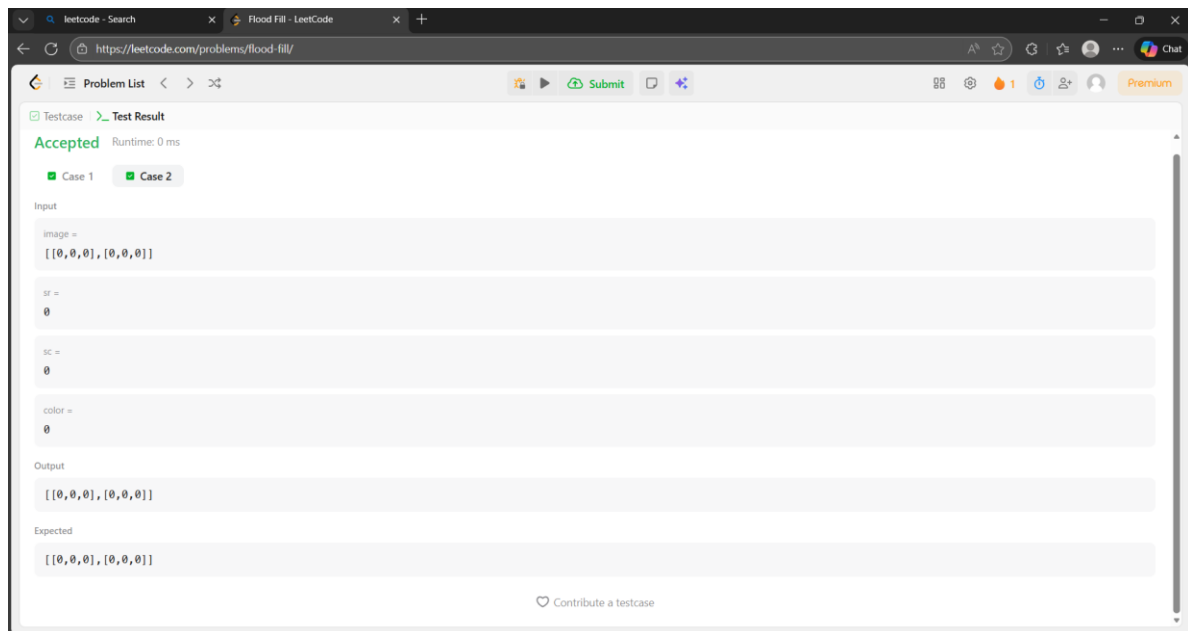 leetcode - Search
Flood Fill - LeetCode
https://leetcode.com/problems/flood-fill/
Chat
Problem List
Submit
1
Premium
Testcase
Test Result
Accepted Runtime: 0 ms
Case 1 Case 2
Input
image =
[[0,0,0],[0,0,0]]
sr =
0
sc =
0
color =
0
Output
[[0,0,0],[0,0,0]]
Expected
[[0,0,0],[0,0,0]]
Contribute a testcase